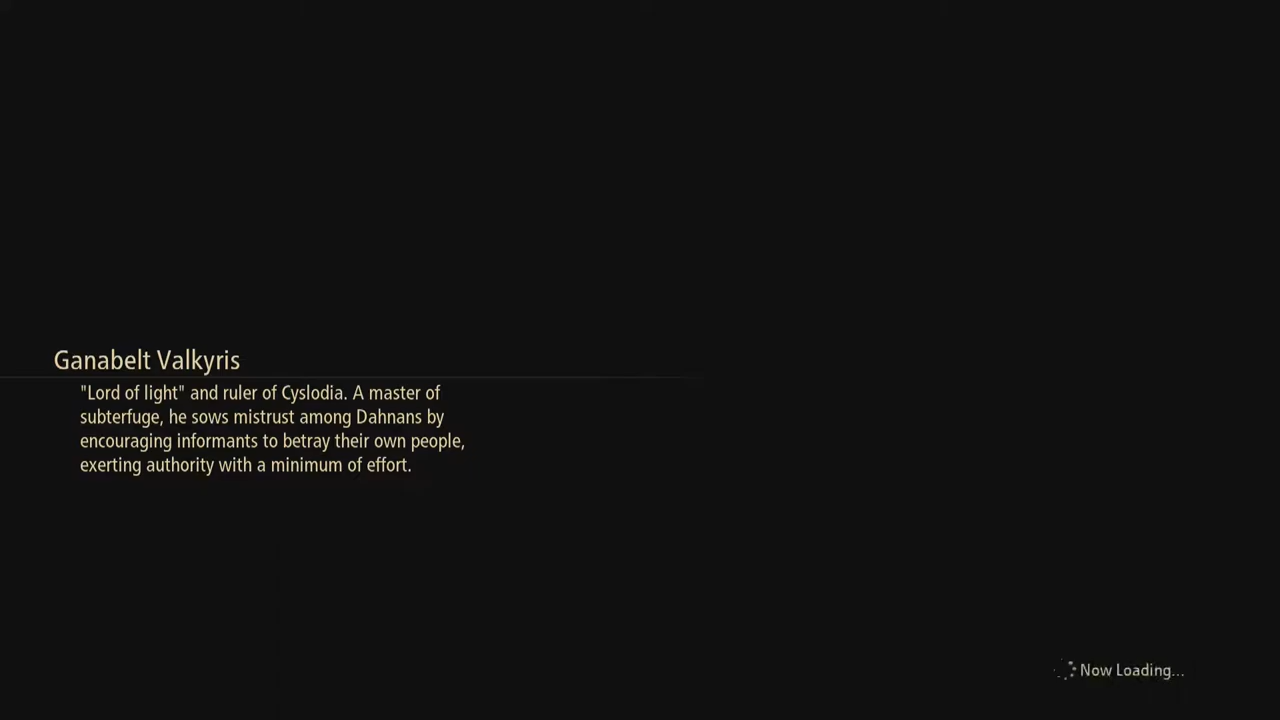 Ganabelt Valkyris
"Lord of light" and ruler of Cyslodia. A master of
subterfuge, he sows mistrust among Dahnans by
encouraging informants to betray their own people,
exerting authority with a minimum of effort.
Now Loading...